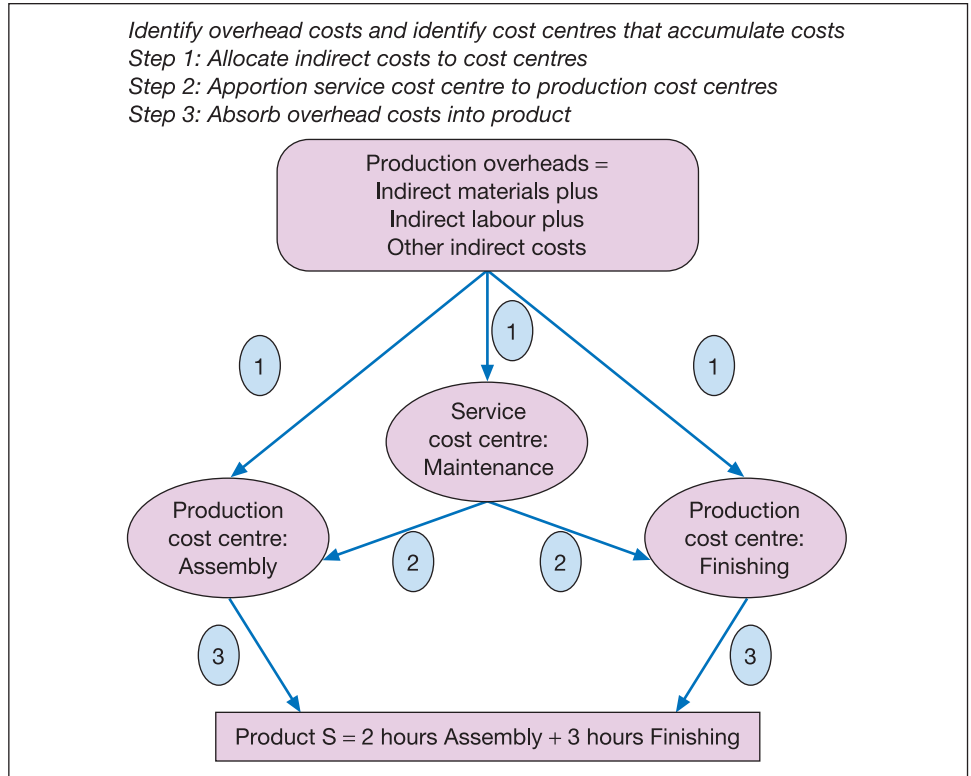 Identify overhead costs and identify cost centres that accumulate costs
Step 1: Allocate indirect costs to cost centres
Step 2: Apportion service cost centre to production cost centres
Step 3: Absorb overhead costs into product
Production overheads =
Indirect materials plus
Indirect labour plus
Other indirect costs
1
1
1
Service
cost centre:
Maintenance
Production
cost centre:
Assembly
Production
cost centre:
Finishing
2
2
3
3
Product S = 2 hours Assembly + 3 hours Finishing